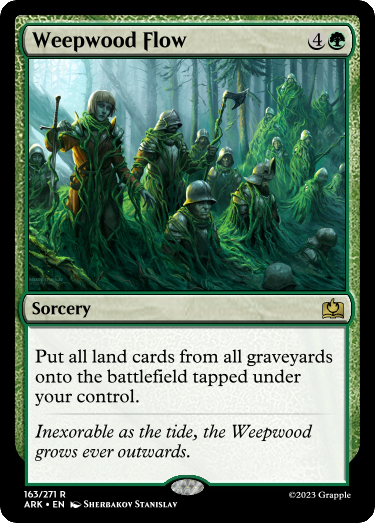 Weepwood Flow 4
Sorcery
Put all land cards from all graveyards
onto the battlefield tapped under
your control.
Inexorable as the tide, the Weepwood
grows ever outwards.
163/271 R
ARK • EN Sherbakov Stanislav
©2023 Grapple